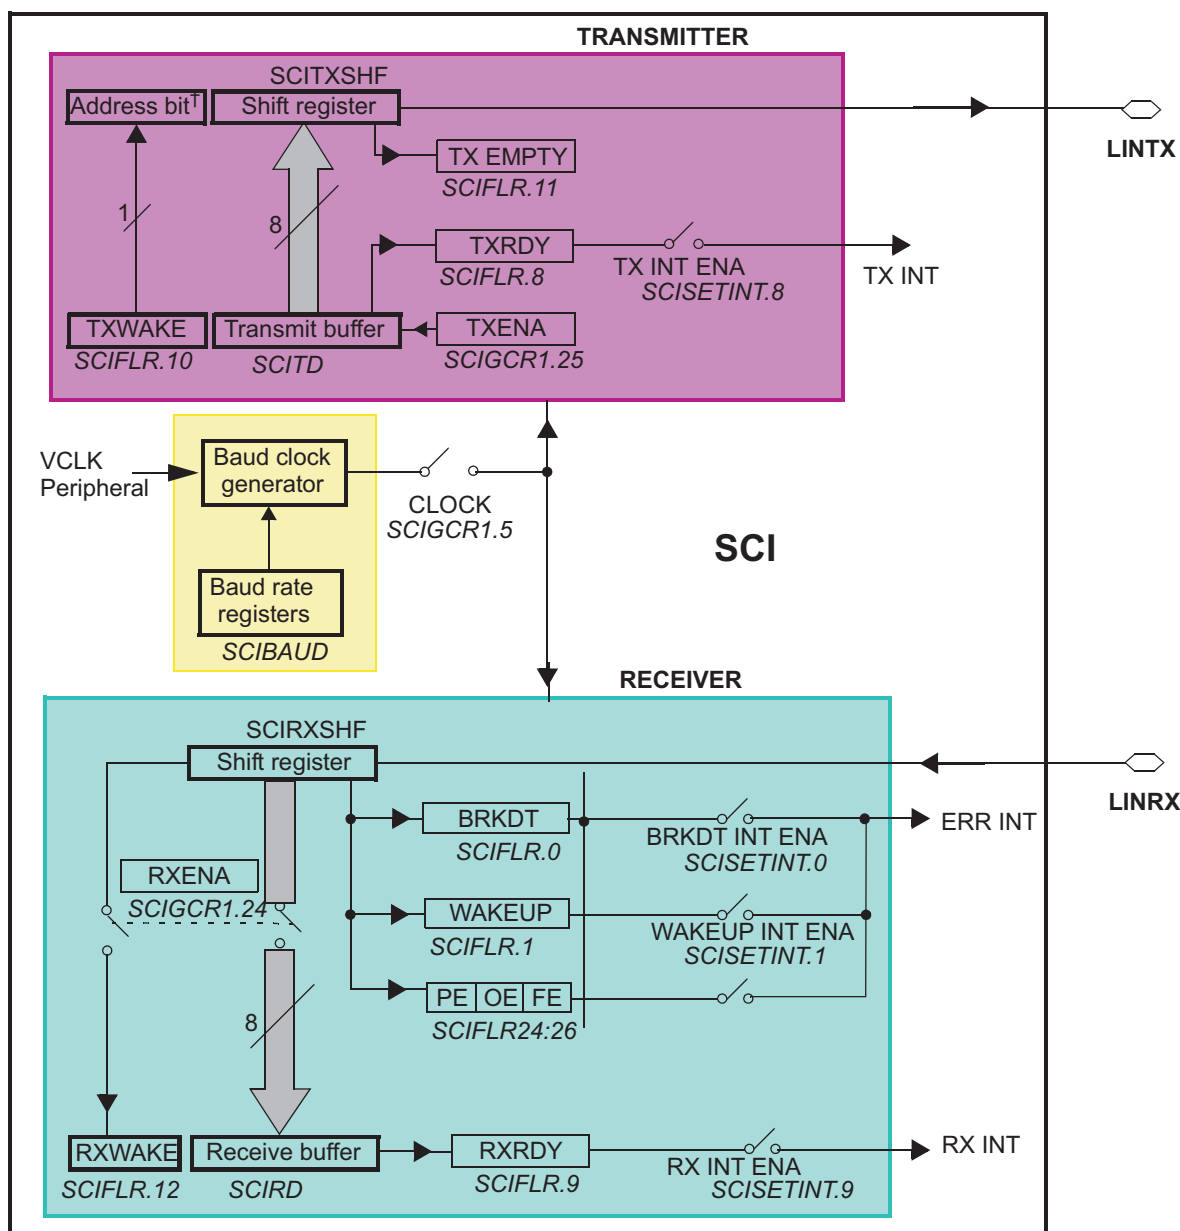 TRANSMITTER
SCITXSHF
Address bit†
Shift register
LINTX
TX EMPTY
SCIFLR.11
1
8
TXRDY
SCIFLR.8
TX INT ENA
SCISETINT.8
TX INT
TXWAKE
SCIFLR.10
Transmit buffer
SCITD
TXENA
SCIGCR1.25
VCLK
Peripheral
Baud clock
generator
CLOCK
SCIGCR1.5
SCI
Baud rate
registers
SCIBAUD
RECEIVER
SCIRXSHF
Shift register
LINRX
BRKDT
SCIFLR.0
BRKDT INT ENA
SCISETINT.0
ERR INT
RXENA
SCIGCR1.24
WAKEUP
SCIFLR.1
WAKEUP INT ENA
SCISETINT.1
PE OE FE
SCIFLR24:26
8
RXWAKE
SCIFLR.12
Receive buffer
SCIRD
RXRDY
SCIFLR.9
RX INT ENA
SCISETINT.9
RX INT